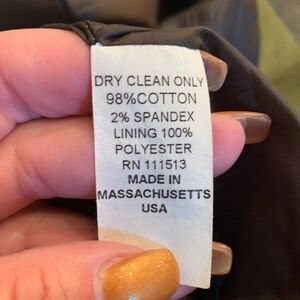 DRY CLEAN ONLY
98%COTTON
2% SPANDEX
LINING 100%
POLYESTER
RN 111513
MADE IN
MASSACHUSETTS
USA